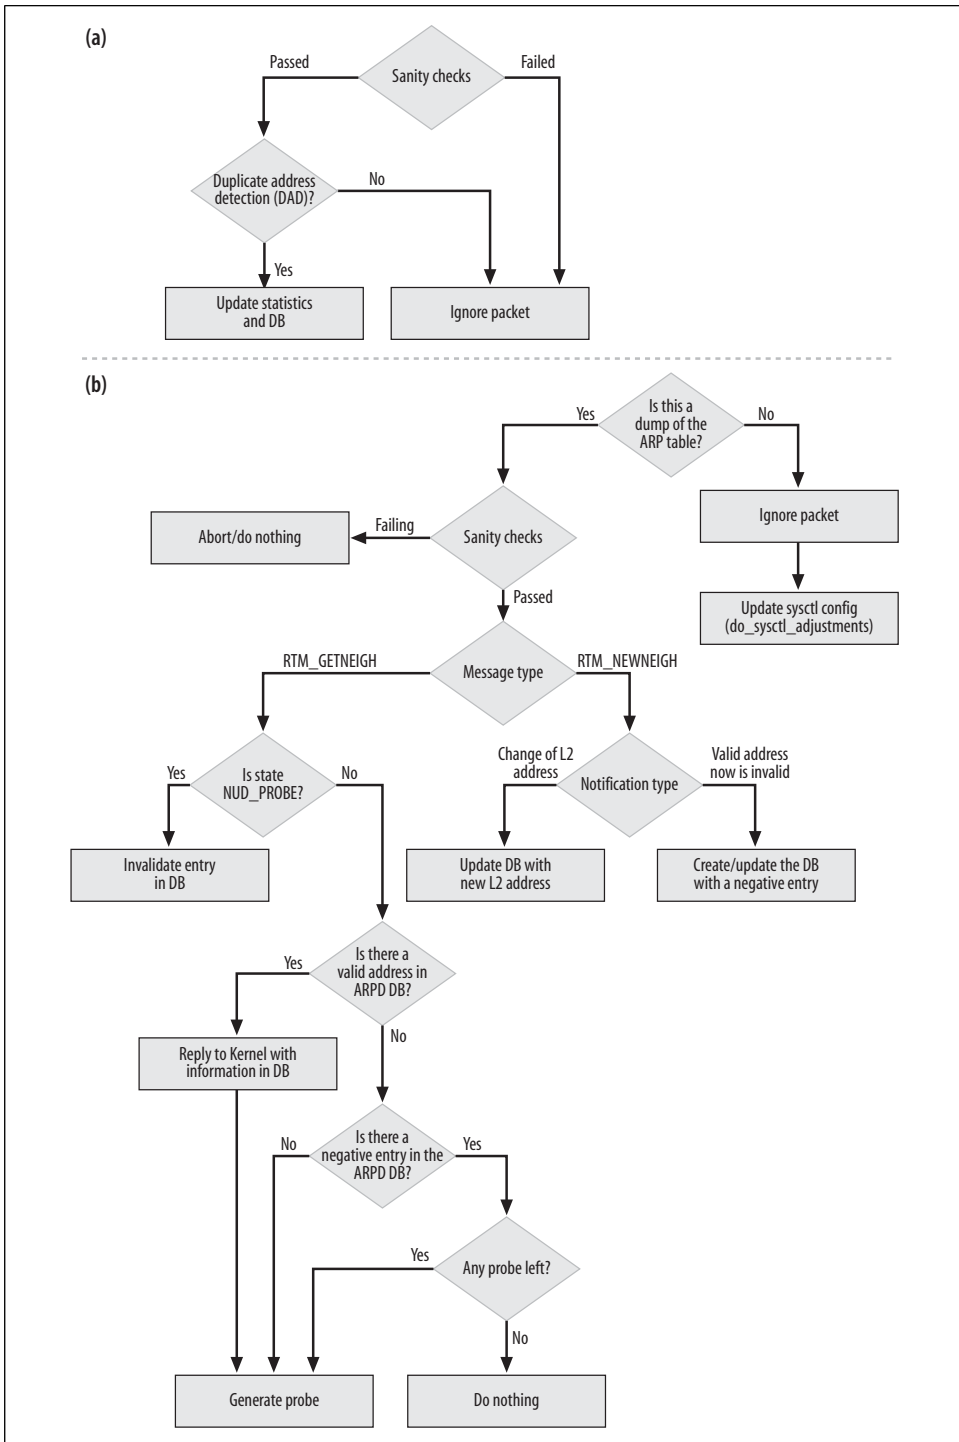 (a)
Passed
Sanity checks
Failed
Duplicate address
detection (DAD)?
No
Yes
Update statistics
and DB
Ignore packet
(b)
Yes
Is this a
dump of the
ARP table?
No
Abort/do nothing
Failing
Sanity checks
Ignore packet
Passed
Update sysctl config
(do_sysctl_adjustments)
RTM_GETNEIGH
Message type
RTM_NEWNEIGH
Yes
Is state
NUD_PROBE?
No
Change of L2
address
Notification type
Valid address
now is invalid
Invalidate entry
in DB
Update DB with
new L2 address
Create/update the DB
with a negative entry
Yes
Is there a
valid address in
ARPD DB?
No
Reply to Kernel with
information in DB
No
Is there a
negative entry in the
ARPD DB?
Yes
Yes
Any probe left?
No
Generate probe
Do nothing